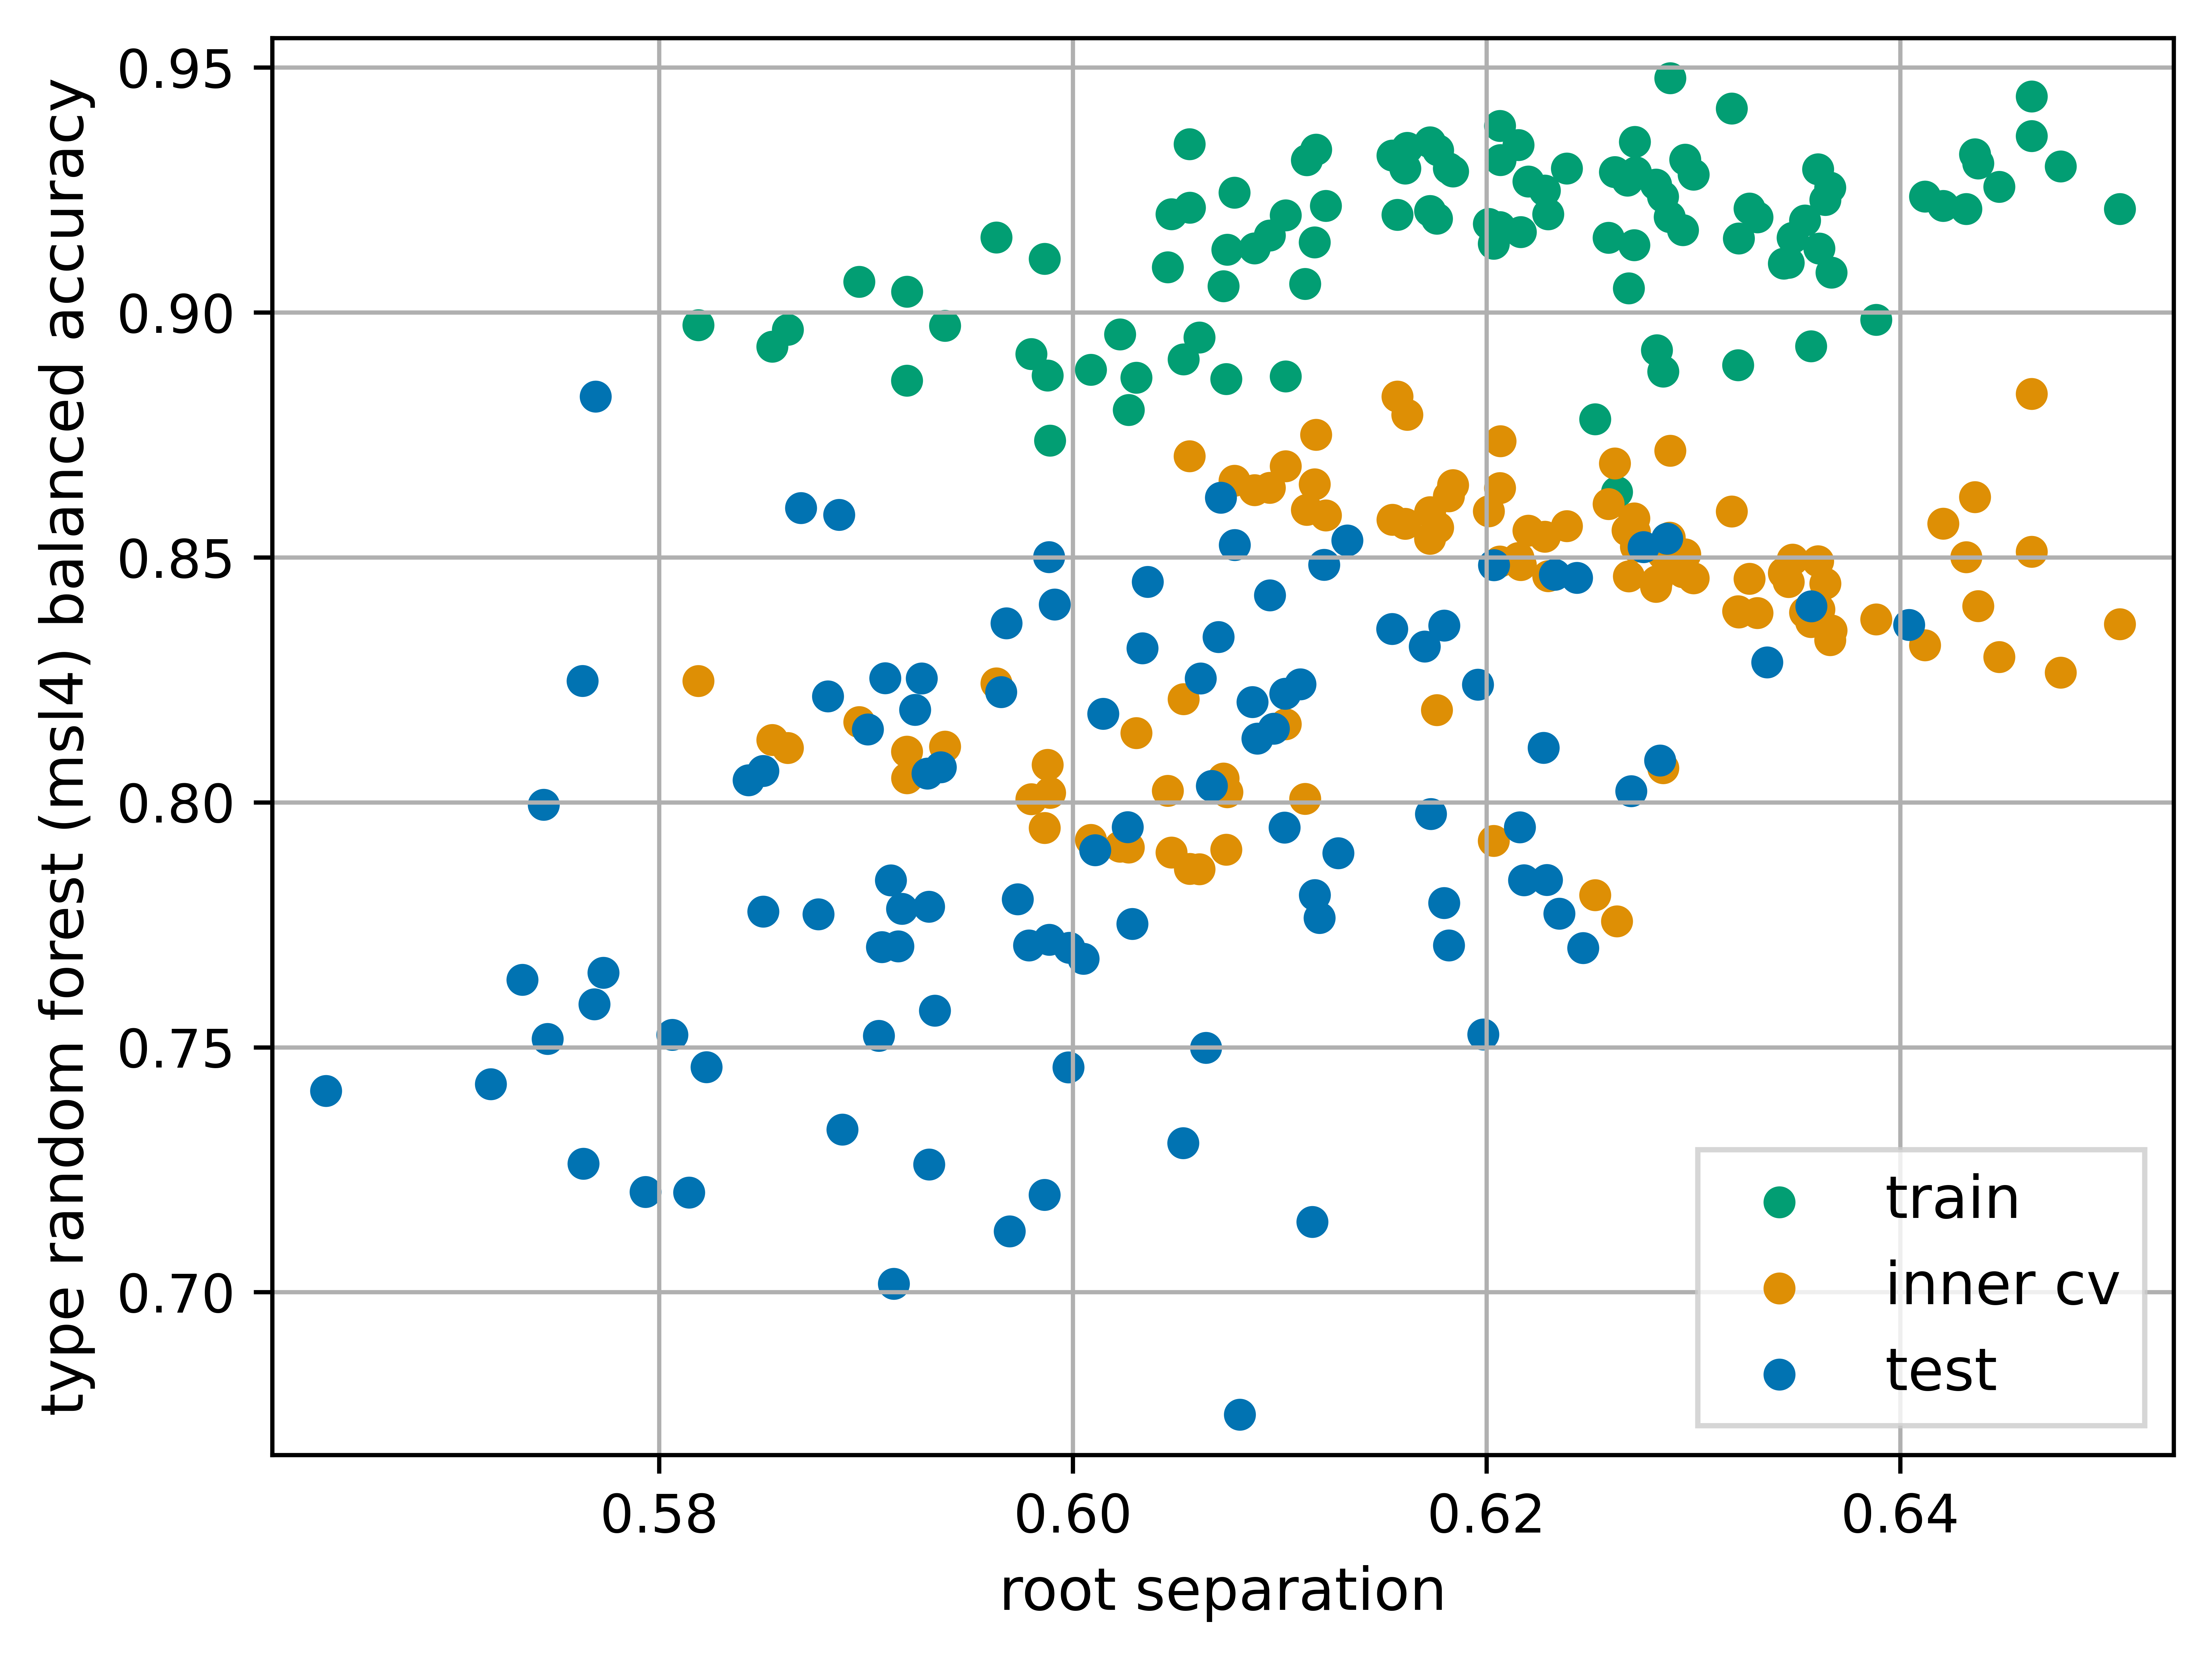 type random forest (msl4) balanced accuracy
0.95
0.90
0.85
0.80
0.75
0.70
0.58
0.60
0.62
0.64
root separation
train
inner cv
test